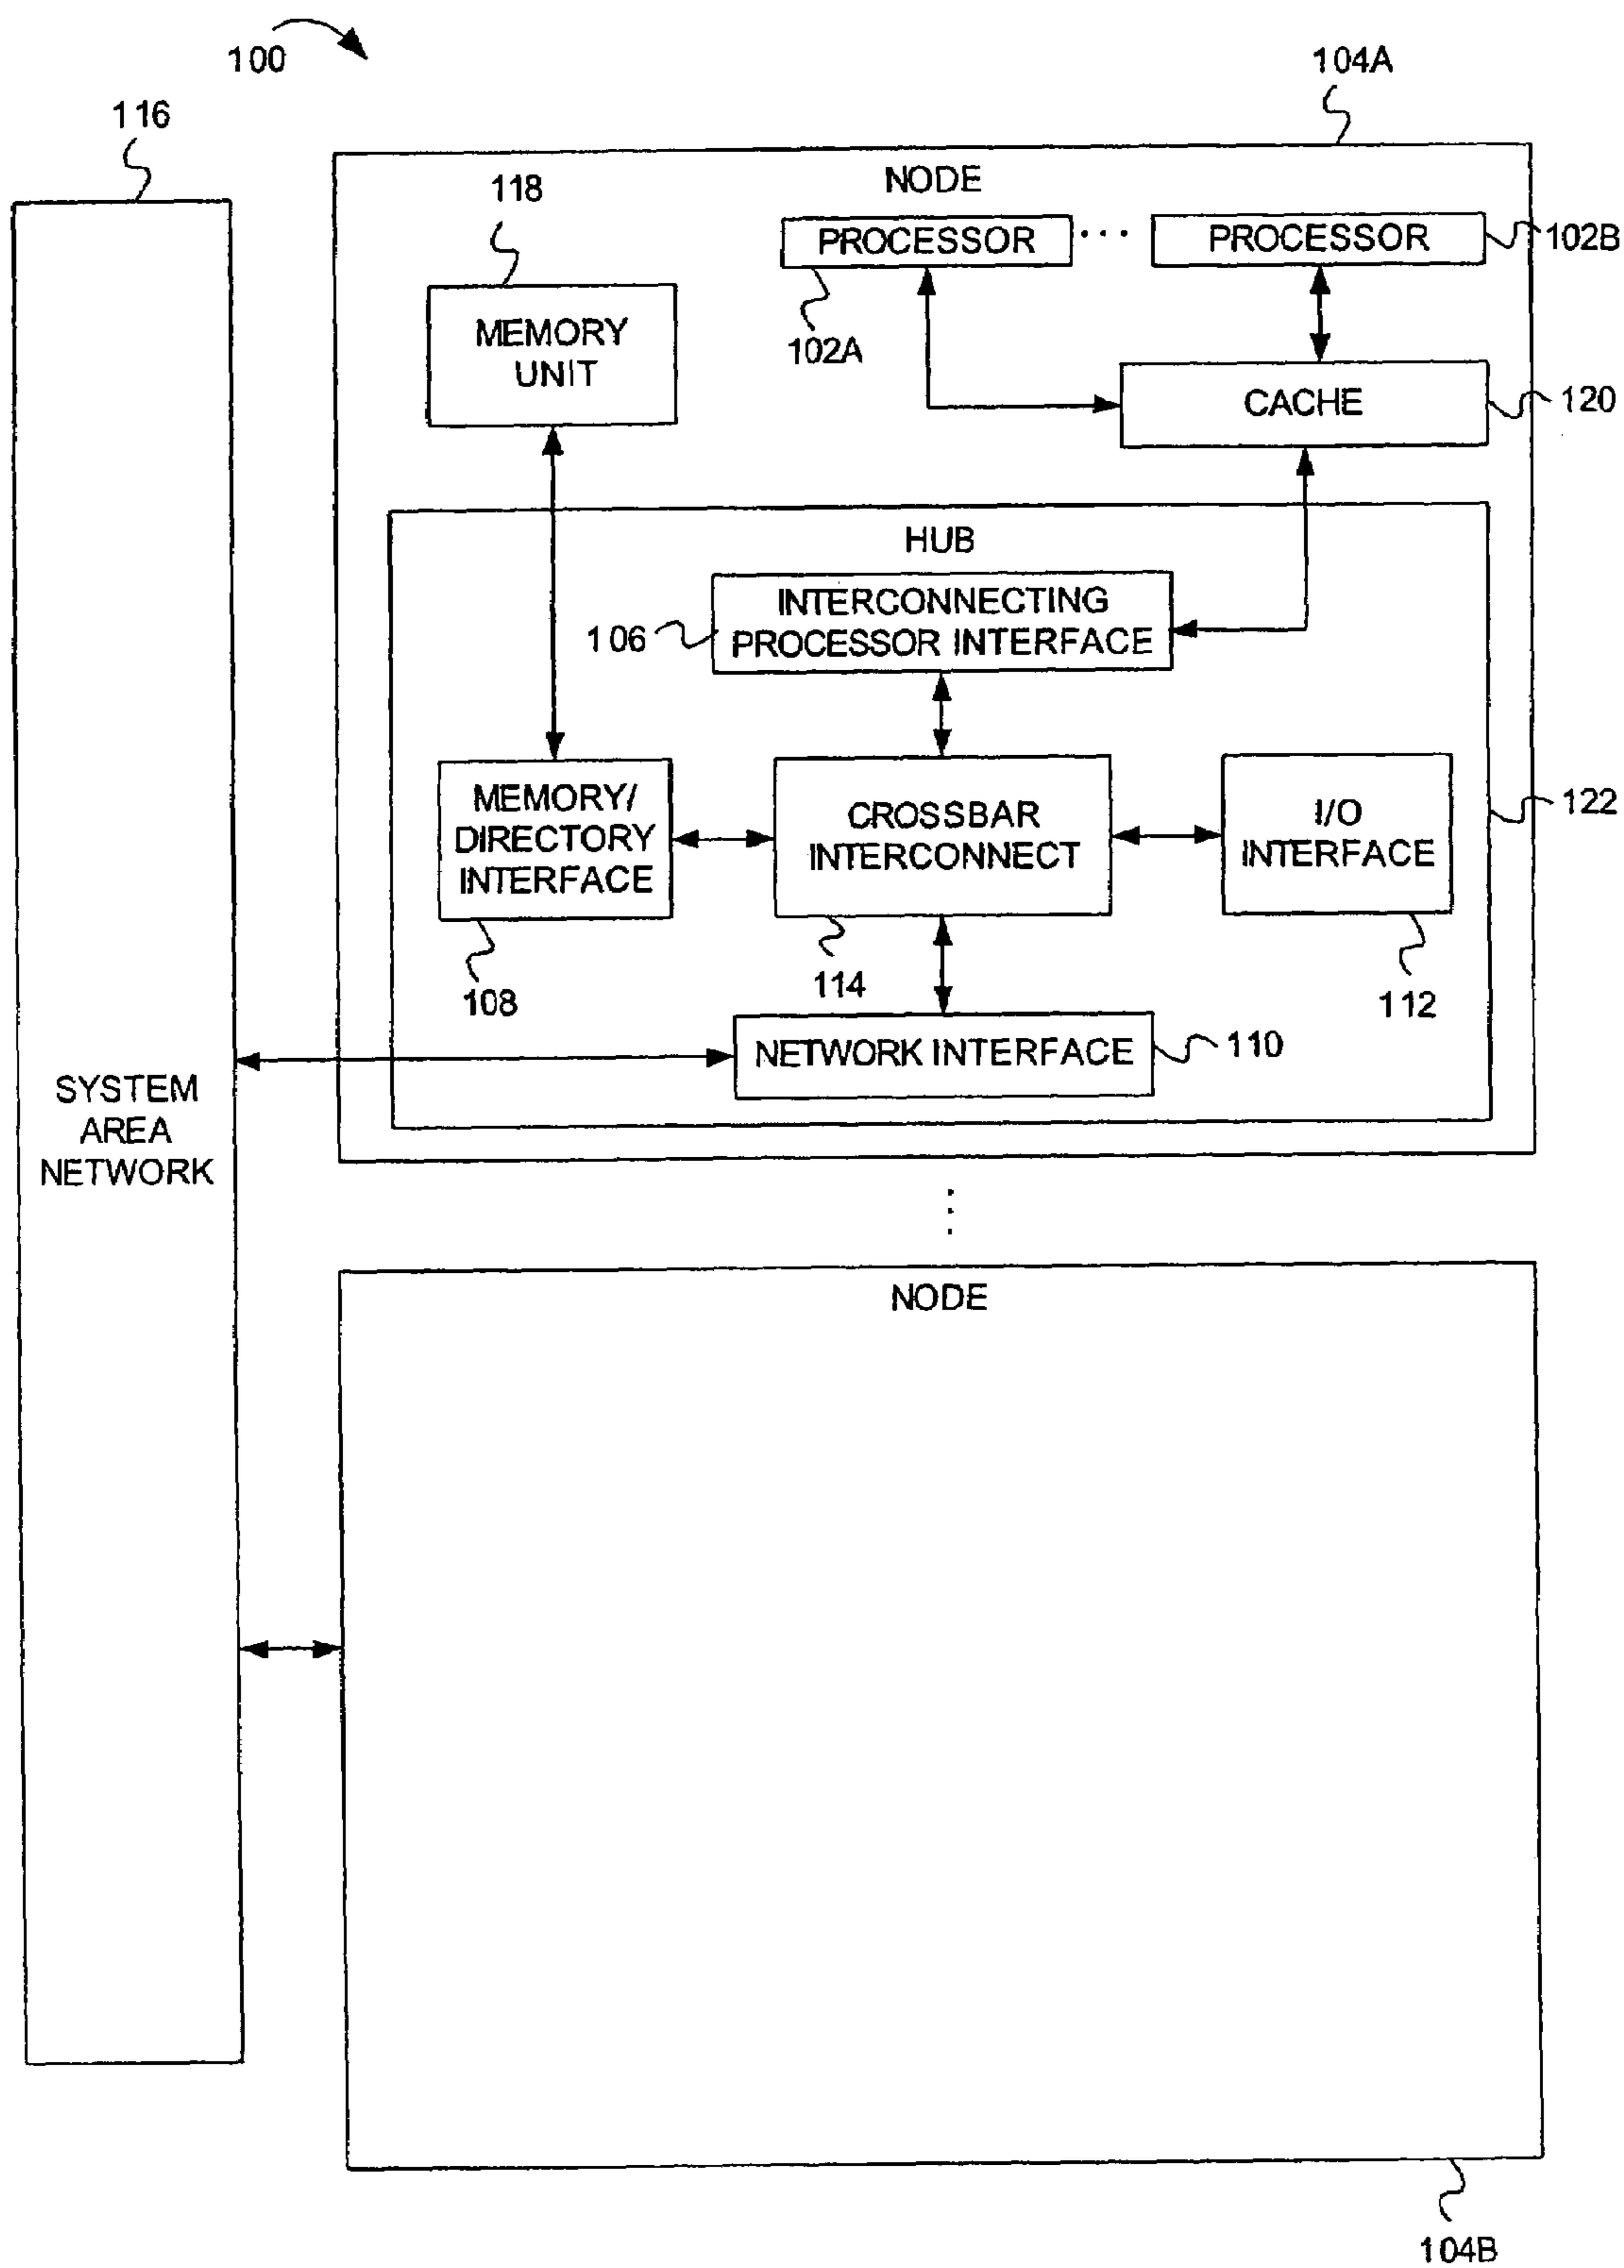 100
104A
116
NODE
118
PROCESSOR
...
PROCESSOR
102B
MEMORY
UNIT
102A
CACHE
120
HUB
INTERCONNECTING
PROCESSOR INTERFACE
106
MEMORY/
DIRECTORY
INTERFACE
CROSSBAR
INTERCONNECT
I/O
INTERFACE
122
108
114
112
NETWORK INTERFACE
110
SYSTEM
AREA
NETWORK
NODE
104B